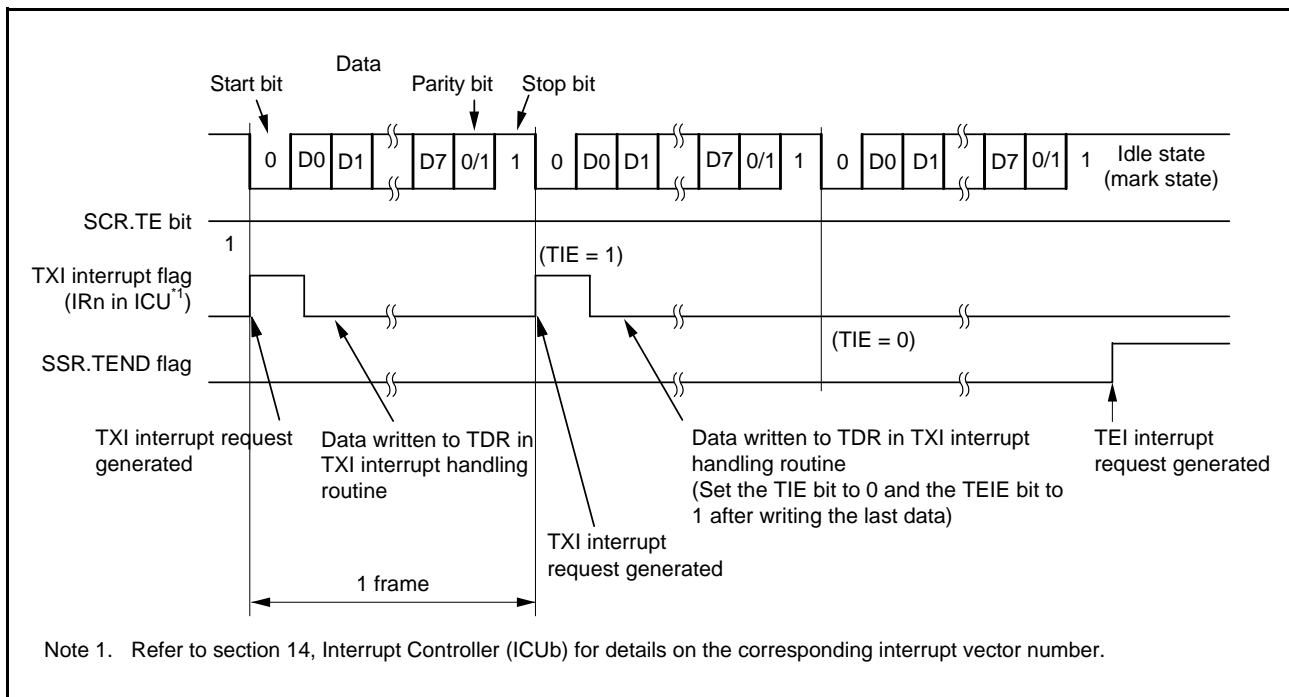 Data
Start bit
Parity bit
Stop bit
0 D0 D1 D7 0/1 1 0 D0 D1 D7 0/1 1 0 D0 D1 D7 0/1 1
Idle state
(mark state)
SCR.TE bit
1
(TIE = 1)
TXI interrupt flag
(IRn in ICU*1)
(TIE = 0)
SSR.TEND flag
TXI interrupt request
generated
Data written to TDR in
TXI interrupt handling
routine
Data written to TDR in TXI interrupt
handling routine
(Set the TIE bit to 0 and the TEIE bit to
1 after writing the last data)
TEI interrupt
request generated
TXI interrupt
request generated
1 frame
Note 1. Refer to section 14, Interrupt Controller (ICUb) for details on the corresponding interrupt vector number.